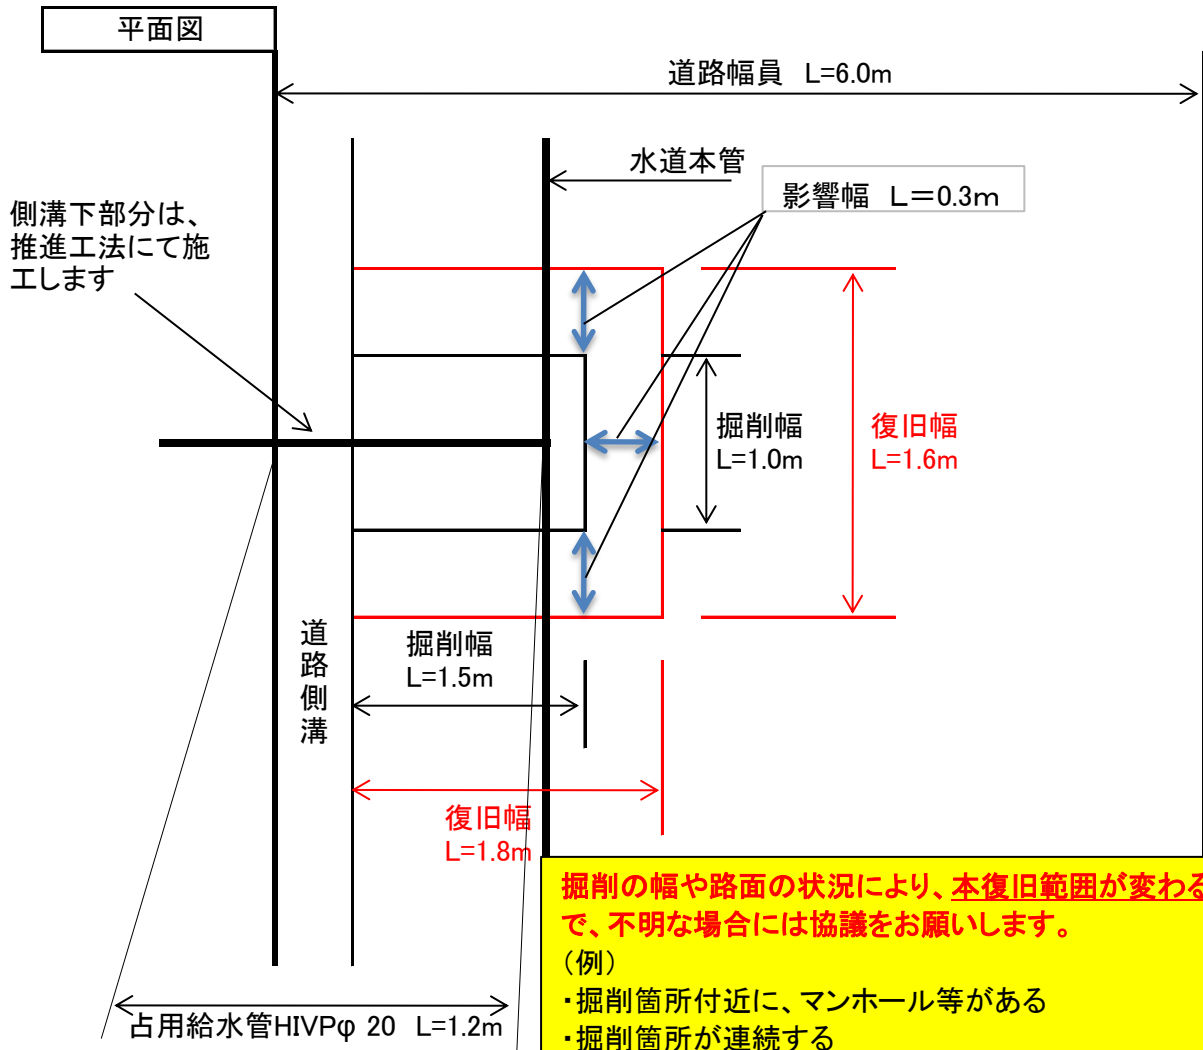 平面図
道路幅員 L=6.0m
水道本管
影響幅 L=0.3m
側溝下部分は、
推進工法にて施
工します
掘削幅
L=1.0m
復旧幅
L=1.6m
道路側溝
掘削幅
L=1.5m
復旧幅
L=1.8m
占用給水管HIVPφ 20 L=1.2m
掘削の幅や路面の状況により、本復旧範囲が変わる
で、不明な場合には協議をお願いします。
（例）
・掘削箇所付近に、マンホール等がある
・掘削箇所が連続する